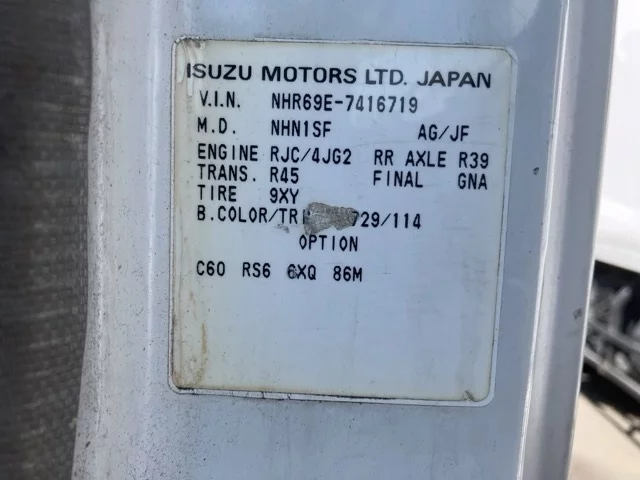 ISUZU MOTORS LTD. JAPAN
V.I.N. NHR69E-7416719
M.D. NHN1SF AG/JF
ENGINE RJC/4JG2 RR AXLE R39
TRANS. R45 FINAL GNA
TIRE 9XY
B.COLOR/TRI 729/114
OPTION
C60 RS6 6XQ 86M